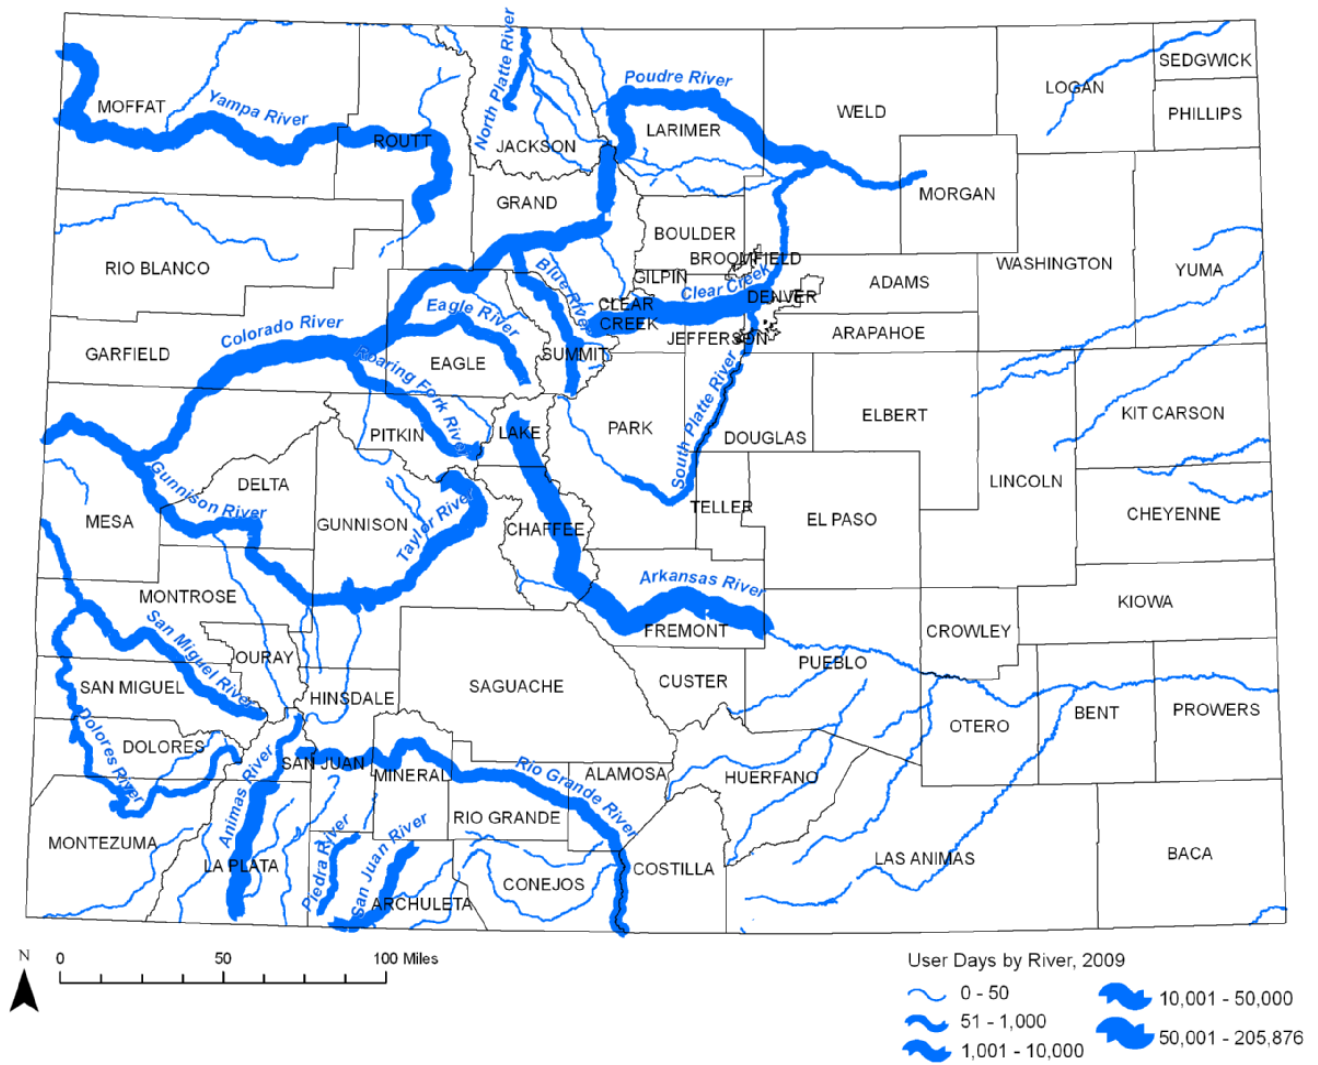 SEDGWICK
North Platte River
Poudre River
LOGAN
MOFFAT
Yampa River
WELD
PHILLIPS
LARIMER
ROUTT
JACKSON
MORGAN
GRAND
BOULDER
BROOMFIELD
RIO BLANCO
WASHINGTON
YUMA
GILPIN
Blue River
Clear Creek
ADAMS
DENVER
CLEAR
CREEK
Eagle River
Colorado River
ARAPAHOE
JEFFERSON
GARFIELD
SUMMIT
Roaring Fork River
EAGLE
South Platte River
KIT CARSON
ELBERT
PITKIN
LAKE
PARK
DOUGLAS
Gunnison River
DELTA
LINCOLN
TELLER
MESA
GUNNISON
Taylor River
CHAFFEE
EL PASO
CHEYENNE
Arkansas River
MONTROSE
KIOWA
San Miguel River
FREMONT
CROWLEY
OURAY
PUEBLO
SAN MIGUEL
HINSDALE
SAGUACHE
CUSTER
PROWERS
BENT
OTERO
Dolores River
DOLORES
Animas River
SAN JUAN
MINERAL
Rio Grande River
ALAMOSA
HUERFANO
RIO GRANDE
MONTEZUMA
Piedra River
San Juan River
LA PLATA
COSTILLA
LAS ANIMAS
BACA
CONEJOS
ARCHULETA
N
0 50 100 Miles
User Days by River, 2009
0 - 50
51 - 1,000
1,001 - 10,000
10,001 - 50,000
50,001 - 205,876